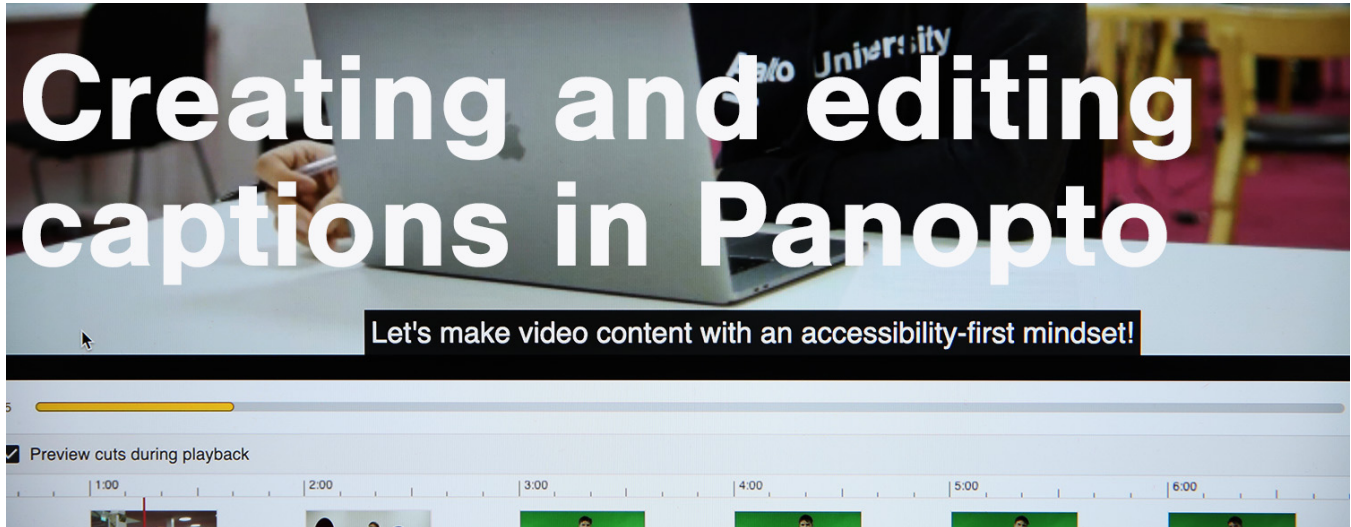 Aalto University
Creating and editing
captions in Panopto
Let's make video content with an accessibility-first mindset!
5
Preview cuts during playback
1:00 2:00 3:00 4:00 5:00 6:00